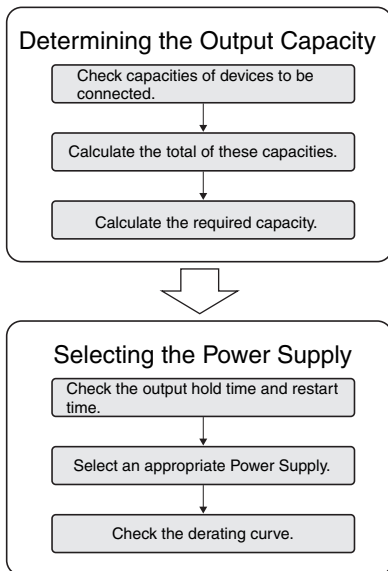 Determining the Output Capacity
Check capacities of devices to be
connected.
Calculate the total of these capacities.
Calculate the required capacity.
Selecting the Power Supply
Check the output hold time and restart
time.
Select an appropriate Power Supply.
Check the derating curve.